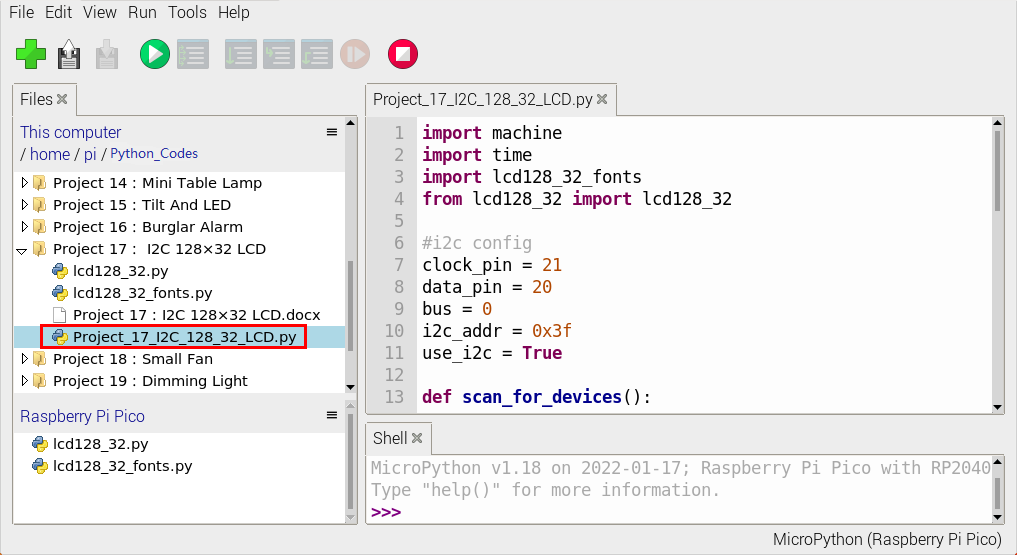 File Edit View Run Tools Help
Files
This computer
/ home / pi / Python_Codes
Project 14 : Mini Table Lamp
Project 15 : Tilt And LED
Project 16 : Burglar Alarm
Project 17 : I2C 128×32 LCD
lcd128_32.py
lcd128_32_fonts.py
Project 17 : I2C 128×32 LCD.docx
Project_17_I2C_128_32_LCD.py
Project 18 : Small Fan
Project 19 : Dimming Light
Raspberry Pi Pico
lcd128_32.py
lcd128_32_fonts.py
Project_17_I2C_128_32_LCD.py
1 import machine
2 import time
3 import lcd128_32_fonts
4 from lcd128_32 import lcd128_32
5
6 #i2c config
7 clock_pin = 21
8 data_pin = 20
9 bus = 0
10 i2c_addr = 0x3f
11 use_i2c = True
12
13 def scan_for_devices():
Shell
MicroPython v1.18 on 2022-01-17; Raspberry Pi Pico with RP2040
Type "help()" for more information.
>>>
MicroPython (Raspberry Pi Pico)